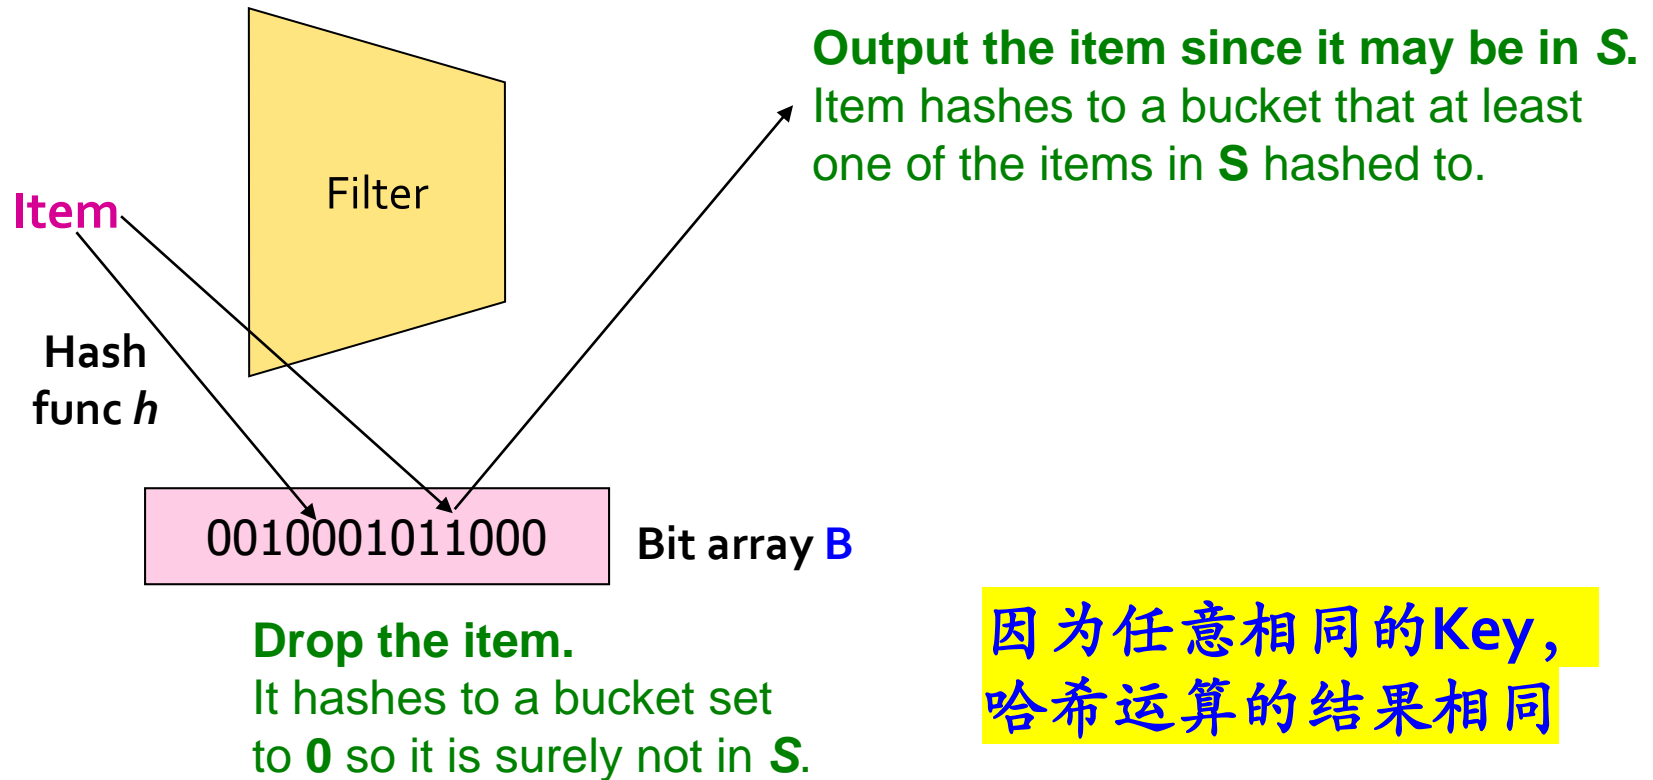 Output the item since it may be in S.
Item hashes to a bucket that at least
one of the items in S hashed to.
Filter
Item
Hash
func h
0010001011000
Bit array B
Drop the item.
It hashes to a bucket set
to 0 so it is surely not in S.
因为任意相同的Key，
哈希运算的结果相同